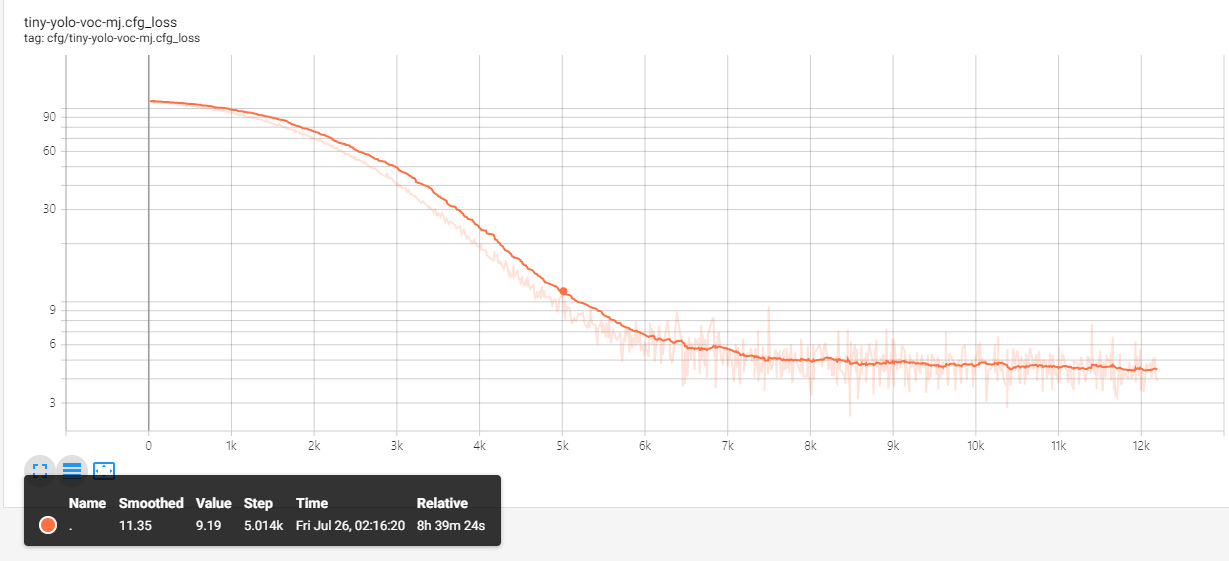 tiny-yolo-voc-mj.cfg_loss
tag: cfg/tiny-yolo-voc-mj.cfg_loss
90
60
30
9
6
3
0 1k 2k 3k 4k 5k 6k 7k 8k 9k 10k 11k 12k
Name Smoothed Value Step Time Relative
. 11.35 9.19 5.014k Fri Jul 26, 02:16:20 8h 39m 24s